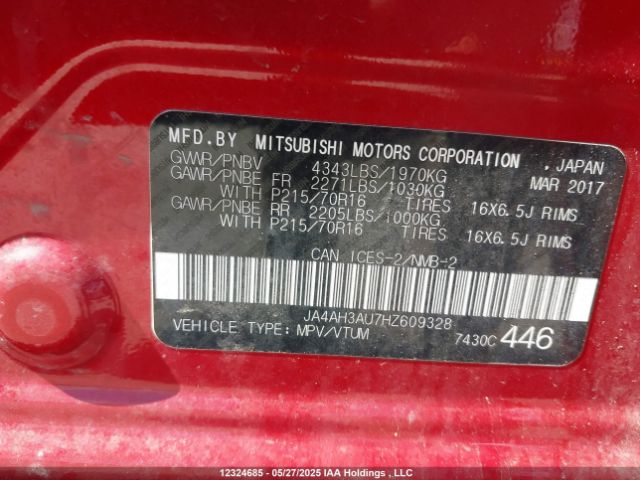 MFD.BY MITSUBISHI MOTORS CORPORATION , JAPAN
GVWR/PNBV 4343LBS/1970KG MAR 2017
GAWR/PNBE FR 2271LBS/1030KG
WITH P215/70R16 TIRES 16X6.5J RIMS
GAWR/PNBE RR 2205LBS/1000KG
WITH P215/70R16 TIRES 16X6.5J RIMS
CAN ICES-2/NMB-2
JA4AH3AU7HZ609328
VEHICLE TYPE: MPV/VTUM 7430C 446
12324685 — 05/27/2025 IAA Holdings , LLC